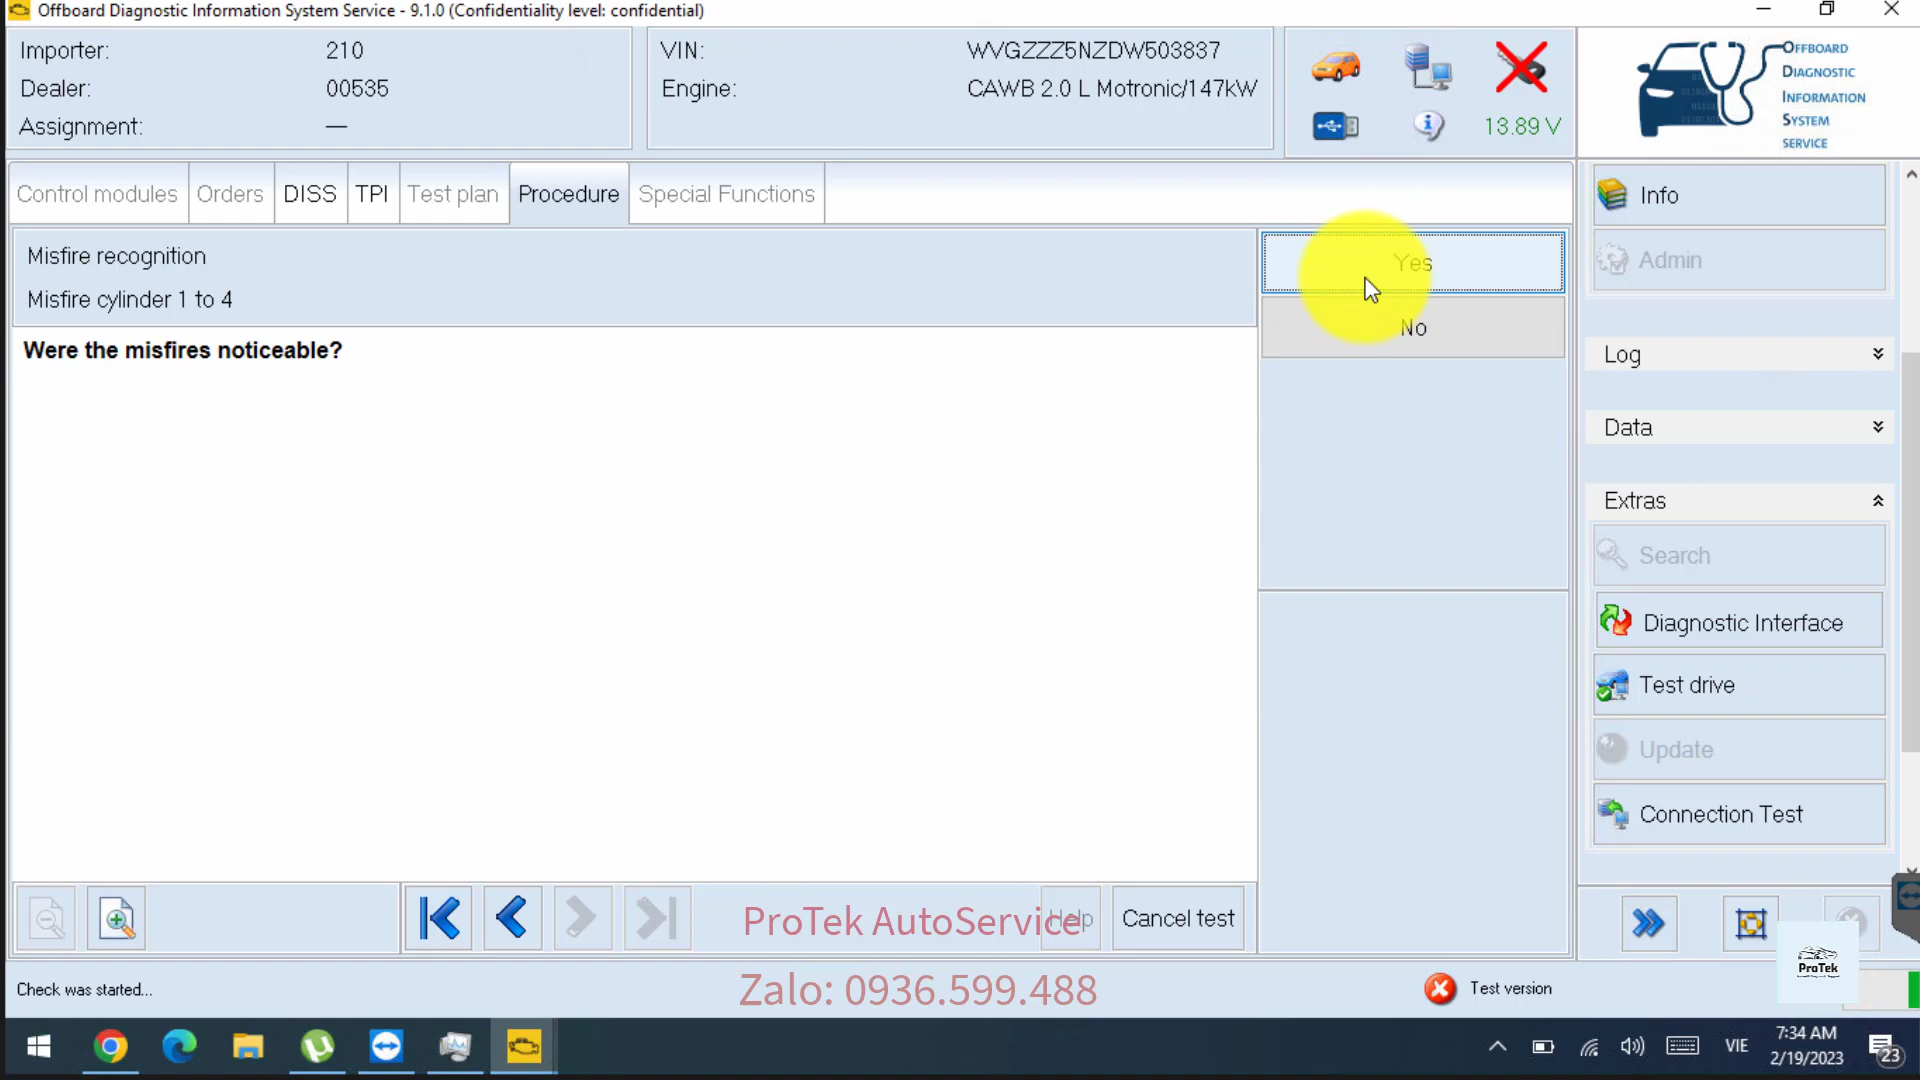 Offboard Diagnostic Information System Service - 9.1.0 (Confidentiality level: confidential)
Importer: 210
Dealer: 00535
Assignment: —
VIN: WVGZZZ5NZDW503837
Engine: CAWB 2.0 L Motronic/147kW
13.89 V
OFFBOARD
DIAGNOSTIC
INFORMATION
SYSTEM
SERVICE
Control modules
Orders
DISS
TPI
Test plan
Procedure
Special Functions
Misfire recognition
Misfire cylinder 1 to 4
Were the misfires noticeable?
Yes
No
Info
Admin
Log
Data
Extras
Search
Diagnostic Interface
Test drive
Update
Connection Test
Help
Cancel test
ProTek AutoService
Zalo: 0936.599.488
ProTek
Check was started...
Test version
VIE
7:34 AM
2/19/2023
23